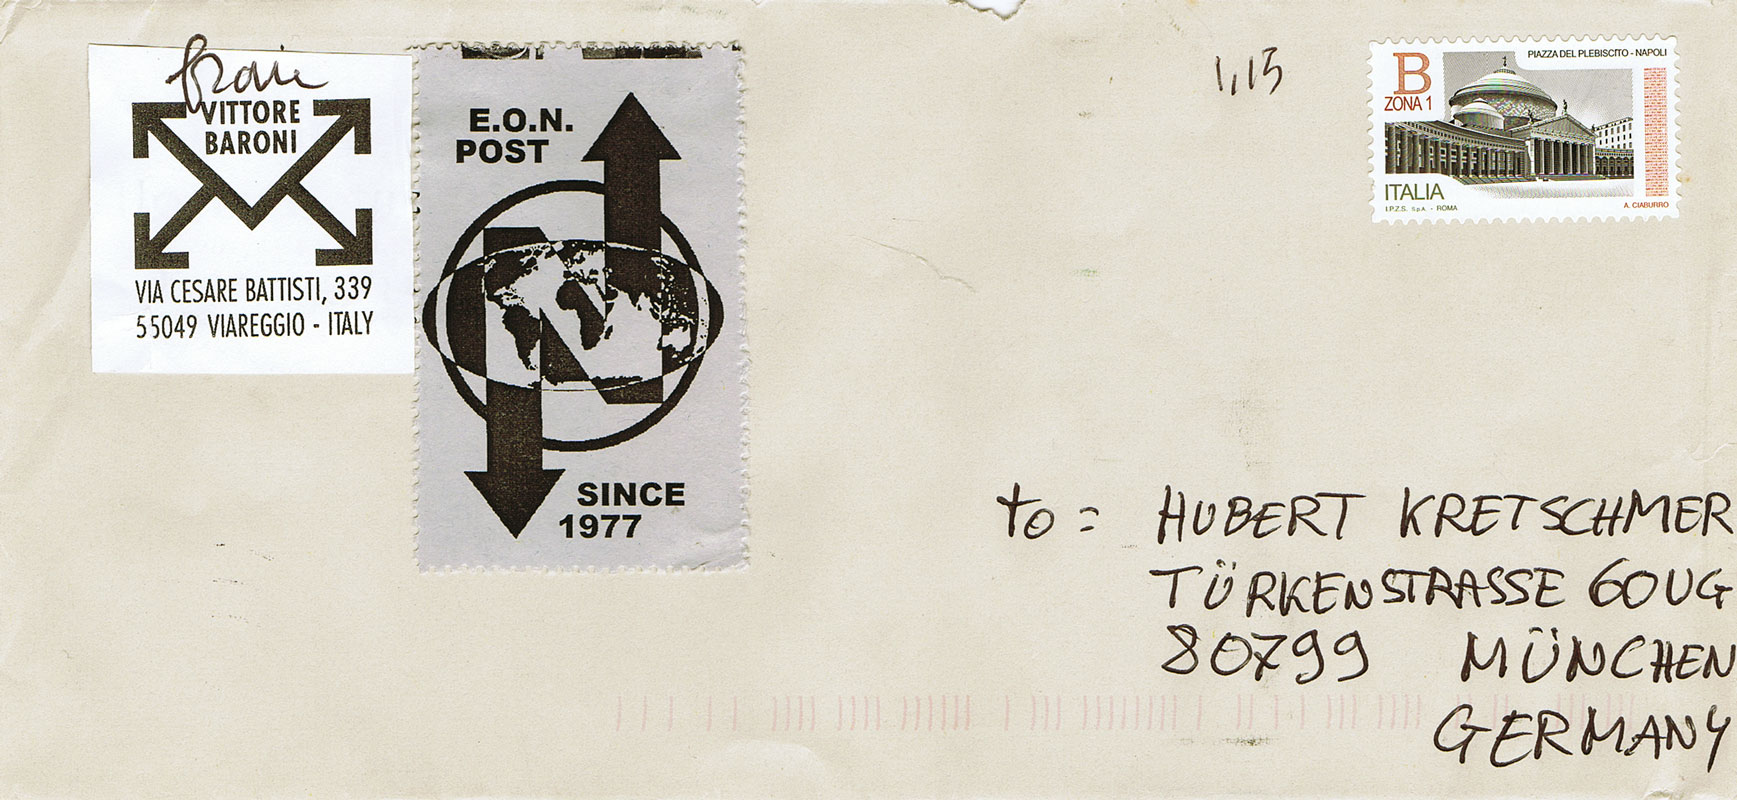 from
VITTORE
BARONI
VIA CESARE BATTISTI, 339
55049 VIAREGGIO - ITALY
E.O.N.
POST
SINCE
1977
1,15
B
ZONA 1
PIAZZA DEL PLEBISCITO - NAPOLI
ITALIA
I.P.Z.S. S.p.A. - ROMA
A. CIABURRO
to = HUBERT KRETSCHMER
TÜRKENSTRASSE 60UG
80799 MÜNCHEN
GERMANY